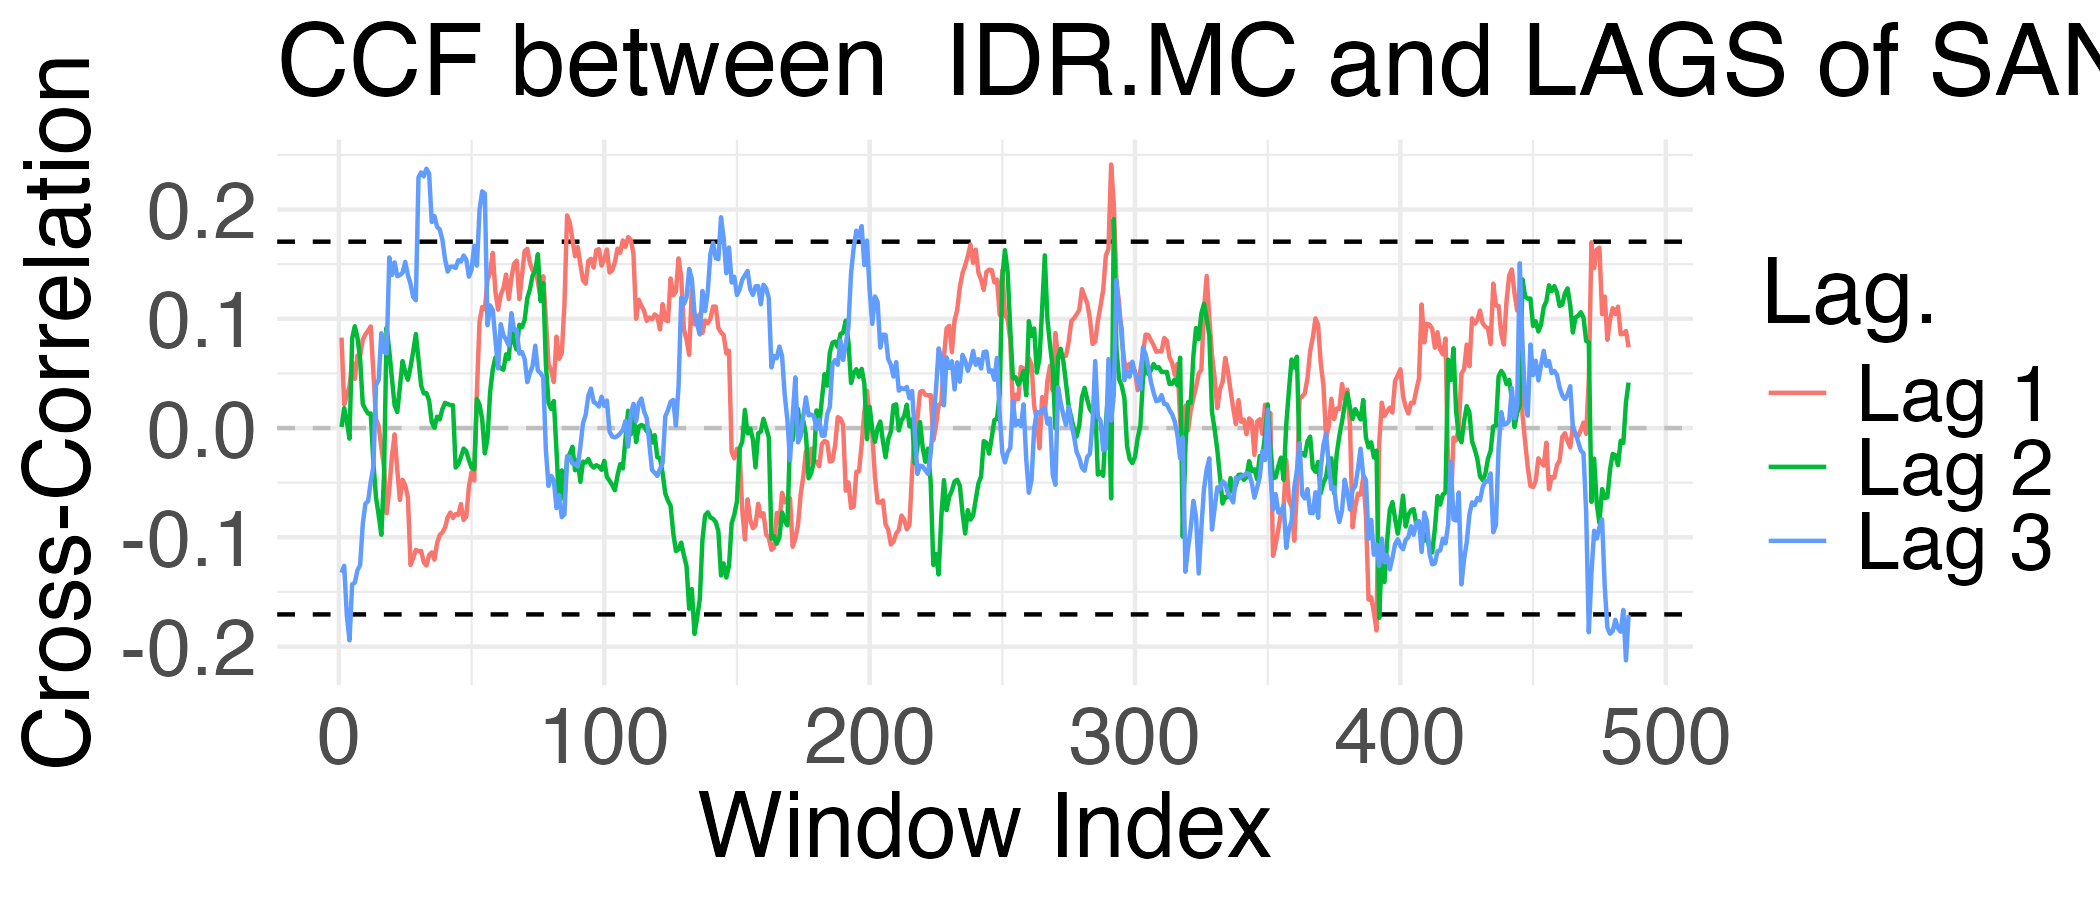 CCF between IDR.MC and LAGS of SAN
Cross-Correlation
0.2
0.1
0.0
-0.1
-0.2
0 100 200 300 400 500
Window Index
Lag.
Lag 1
Lag 2
Lag 3